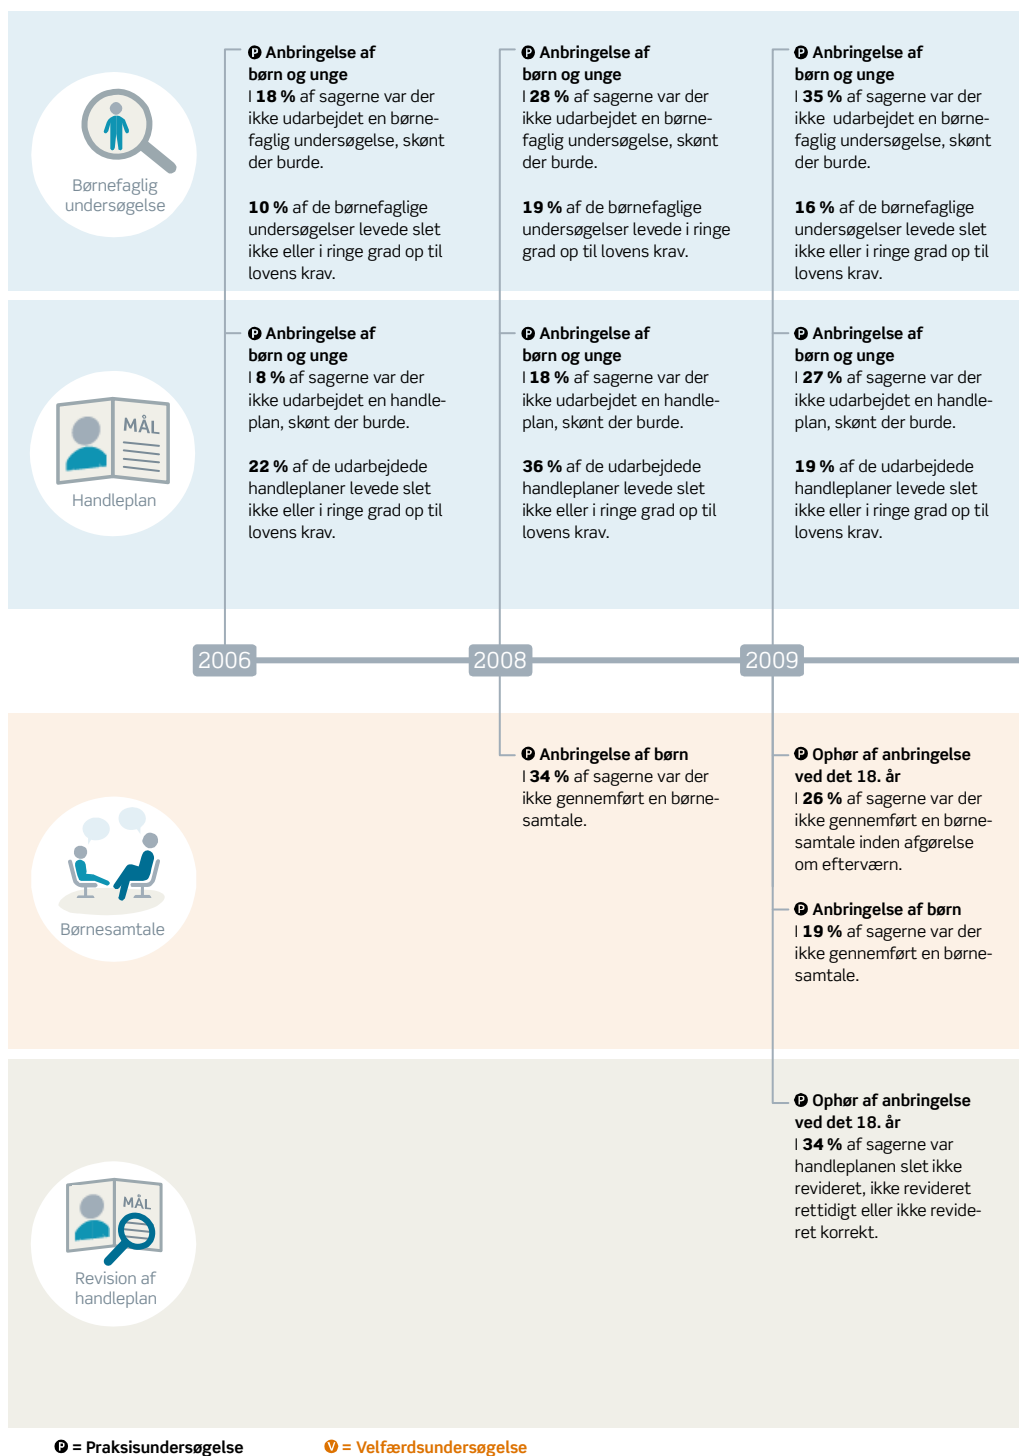 Børnefaglig
undersøgelse
P Anbringelse af
børn og unge
I 18 % af sagerne var der
ikke udarbejdet en børne-
faglig undersøgelse, skønt
der burde.
10 % af de børnefaglige
undersøgelser levede slet
ikke eller i ringe grad op til
lovens krav.
P Anbringelse af
børn og unge
I 28 % af sagerne var der
ikke udarbejdet en børne-
faglig undersøgelse, skønt
der burde.
19 % af de børnefaglige
undersøgelser levede i ringe
grad op til lovens krav.
P Anbringelse af
børn og unge
I 35 % af sagerne var der
ikke udarbejdet en børne-
faglig undersøgelse, skønt
der burde.
16 % af de børnefaglige
undersøgelser levede slet
ikke eller i ringe grad op til
lovens krav.
MÅL
Handleplan
P Anbringelse af
børn og unge
I 8 % af sagerne var der
ikke udarbejdet en handle-
plan, skønt der burde.
22 % af de udarbejdede
handleplaner levede slet
ikke eller i ringe grad op til
lovens krav.
P Anbringelse af
børn og unge
I 18 % af sagerne var der
ikke udarbejdet en handle-
plan, skønt der burde.
36 % af de udarbejdede
handleplaner levede slet
ikke eller i ringe grad op til
lovens krav.
P Anbringelse af
børn og unge
I 27 % af sagerne var der
ikke udarbejdet en handle-
plan, skønt der burde.
19 % af de udarbejdede
handleplaner levede slet
ikke eller i ringe grad op til
lovens krav.
2006
2008
2009
Børnesamtale
P Anbringelse af børn
I 34 % af sagerne var der
ikke gennemført en børne-
samtale.
P Ophør af anbringelse
ved det 18. år
I 26 % af sagerne var der
ikke gennemført en børne-
samtale inden afgørelse
om efterværn.
P Anbringelse af børn
I 19 % af sagerne var der
ikke gennemført en børne-
samtale.
MÅL
Revision af
handleplan
P Ophør af anbringelse
ved det 18. år
I 34 % af sagerne var
handleplanen slet ikke
revideret, ikke revideret
rettidigt eller ikke revide-
ret korrekt.
P = Praksisundersøgelse
V = Velfærdsundersøgelse